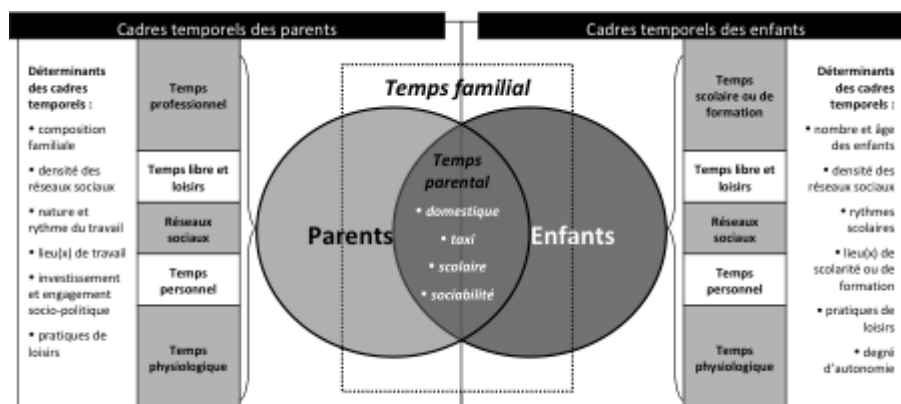 Cadres temporels des parents
Cadres temporels des enfants
Déterminants
des cadres
temporels :
• composition
familiale
• densité des
réseaux sociaux
• nature et
rythme du travail
• lieu(x) de travail
• investissement
et engagement
socio-politique
• pratiques de
loisirs
Temps
professionnel
Temps libre et
loisirs
Réseaux
sociaux
Temps
personnel
Temps
physiologique
Temps familial
Parents
Temps
parental
• domestique
• taxi
• scolaire
• sociabilité
Enfants
Temps
scolaire ou de
formation
Temps libre et
loisirs
Réseaux
sociaux
Temps
personnel
Temps
physiologique
Déterminants
des cadres
temporels :
• nombre et âge
des enfants
• densité des
réseaux sociaux
• rythmes
scolaires
• lieu(x) de
scolarité ou de
formation
• pratiques de
loisirs
• degré
d'autonomie